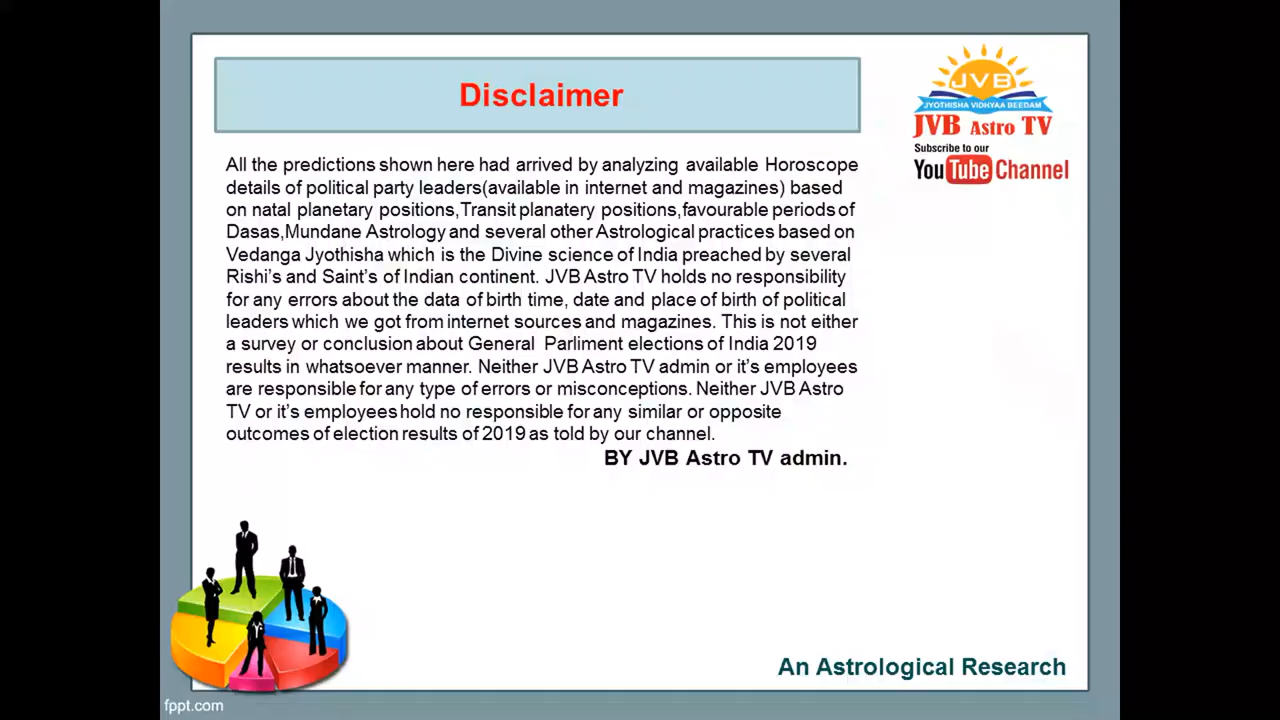 Disclaimer
JVB
JYOTHISHA VIDHYAA BEEDAM
JVB Astro TV
Subscribe to our
YouTube Channel
All the predictions shown here had arrived by analyzing available Horoscope
details of political party leaders(available in internet and magazines) based
on natal planetary positions,Transit planatery positions,favourable periods of
Dasas,Mundane Astrology and several other Astrological practices based on
Vedanga Jyothisha which is the Divine science of India preached by several
Rishi's and Saint's of Indian continent. JVB Astro TV holds no responsibility
for any errors about the data of birth time, date and place of birth of political
leaders which we got from internet sources and magazines. This is not either
a survey or conclusion about General Parliment elections of India 2019
results in whatsoever manner. Neither JVB Astro TV admin or it's employees
are responsible for any type of errors or misconceptions. Neither JVB Astro
TV or it's employees hold no responsible for any similar or opposite
outcomes of election results of 2019 as told by our channel.
BY JVB Astro TV admin.
An Astrological Research
fppt.com